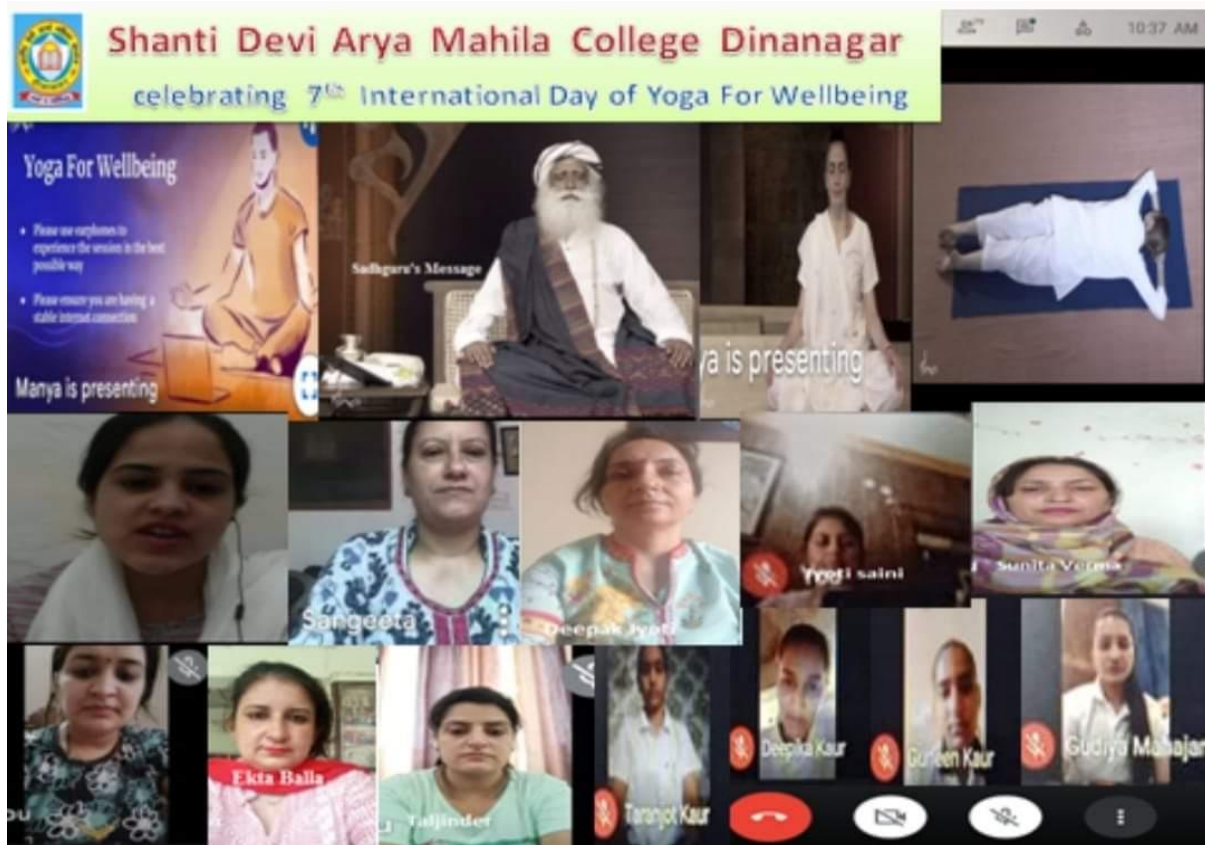 Shanti Devi Arya Mahila College Dinanagar
celebrating 7th International Day of Yoga For Wellbeing
10:37 AM
Yoga For Wellbeing
• Please use earphones to
experience the session in the best
possible way
• Please ensure you are having a
stable internet connection
Manya is presenting
Sadhguru's Message
ya is presenting
Sangeeta
Deepak Jyoti
saini
Sunita Verma
ou
Ekta Balla
Taljinder
Taranjot Kaur
Deepika Kaur
Gurleen Kaur
Gudiya Mahajan